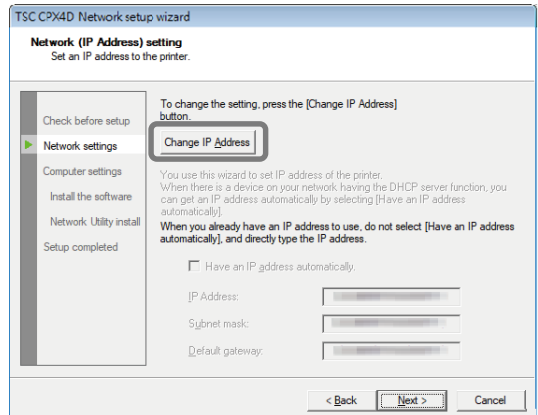 TSC CPX4D Network setup wizard
Network (IP Address) setting
Set an IP address to the printer.
Check before setup
Network settings
Computer settings
Install the software
Network Utility install
Setup completed
To change the setting, press the [Change IP Address]
button.
Change IP Address
You use this wizard to set IP address of the printer.
When there is a device on your network having the DHCP server function, you
can get an IP address automatically by selecting [Have an IP address
automatically].
When you already have an IP address to use, do not select [Have an IP address
automatically], and directly type the IP address.
Have an IP address automatically.
IP Address:
Subnet mask:
Default gateway:
< Back
Next >
Cancel